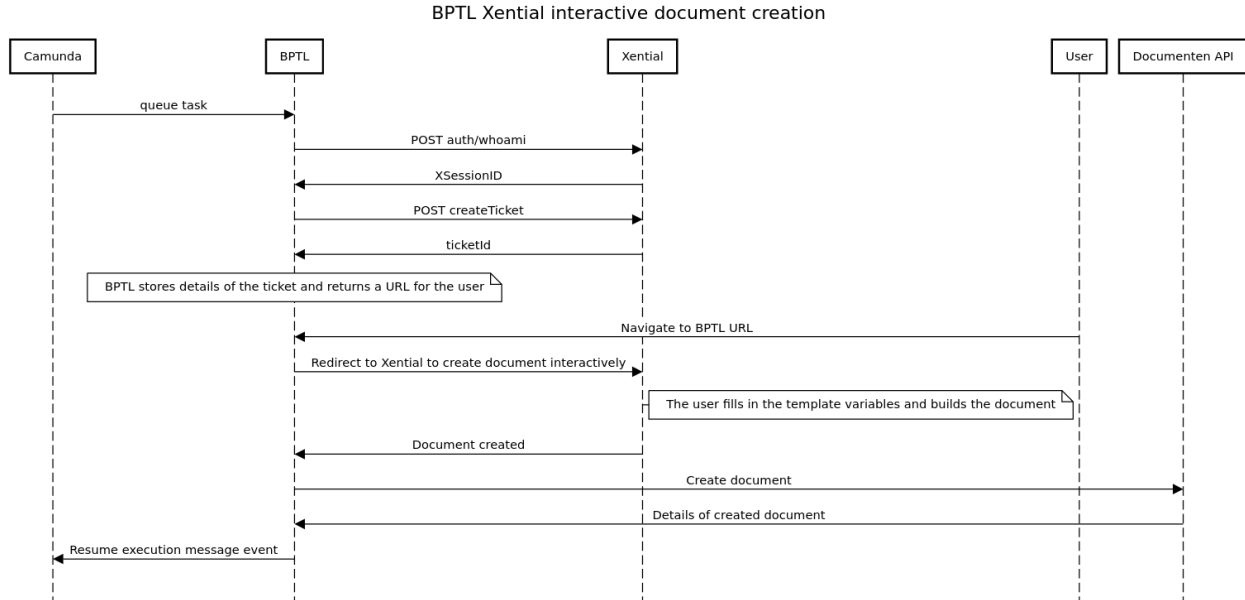 BPTL Xential interactive document creation
Camunda
BPTL
Xential
User
Documenten API
queue task
POST auth/whoami
XSessionID
POST createTicket
ticketId
BPTL stores details of the ticket and returns a URL for the user
Navigate to BPTL URL
Redirect to Xential to create document interactively
The user fills in the template variables and builds the document
Document created
Create document
Details of created document
Resume execution message event